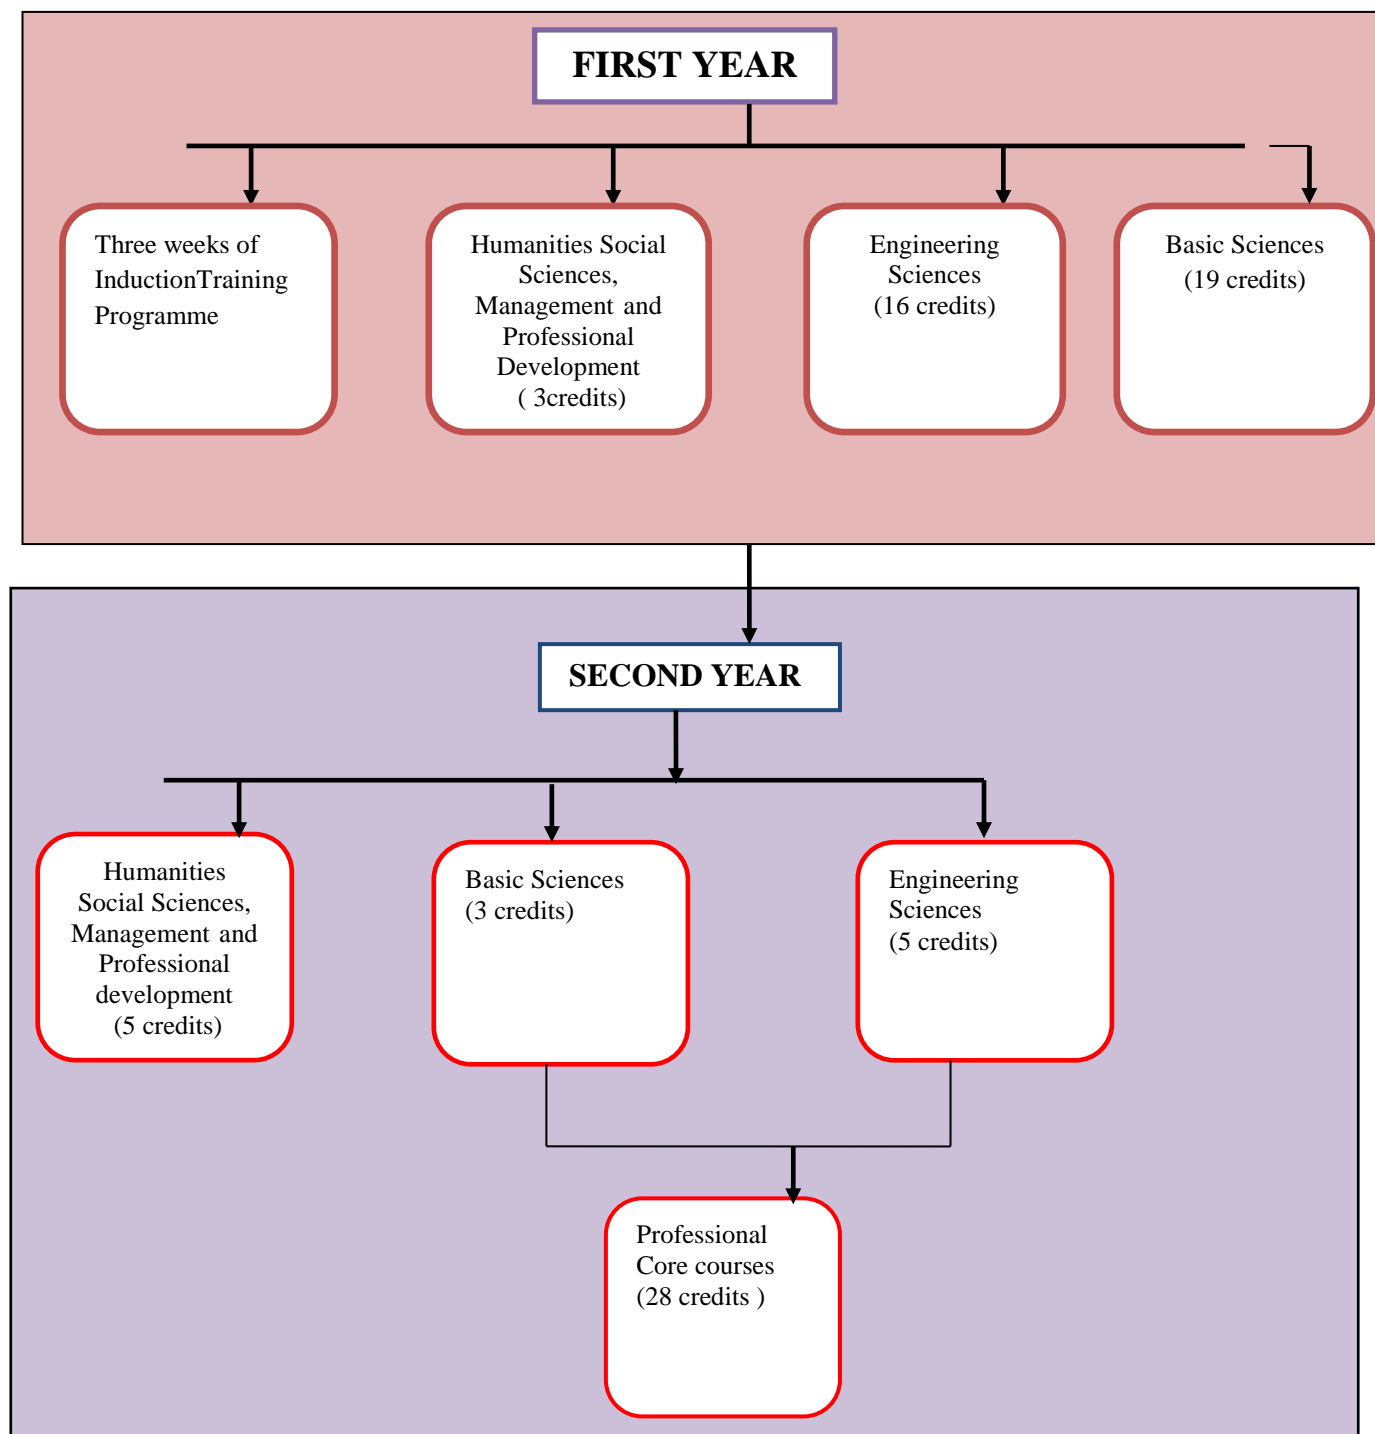 FIRST YEAR
Three weeks of
InductionTraining
Programme
Humanities Social
Sciences,
Management and
Professional
Development
( 3credits)
Engineering
Sciences
(16 credits)
Basic Sciences
(19 credits)
SECOND YEAR
Humanities
Social Sciences,
Management and
Professional
development
(5 credits)
Basic Sciences
(3 credits)
Engineering
Sciences
(5 credits)
Professional
Core courses
(28 credits )